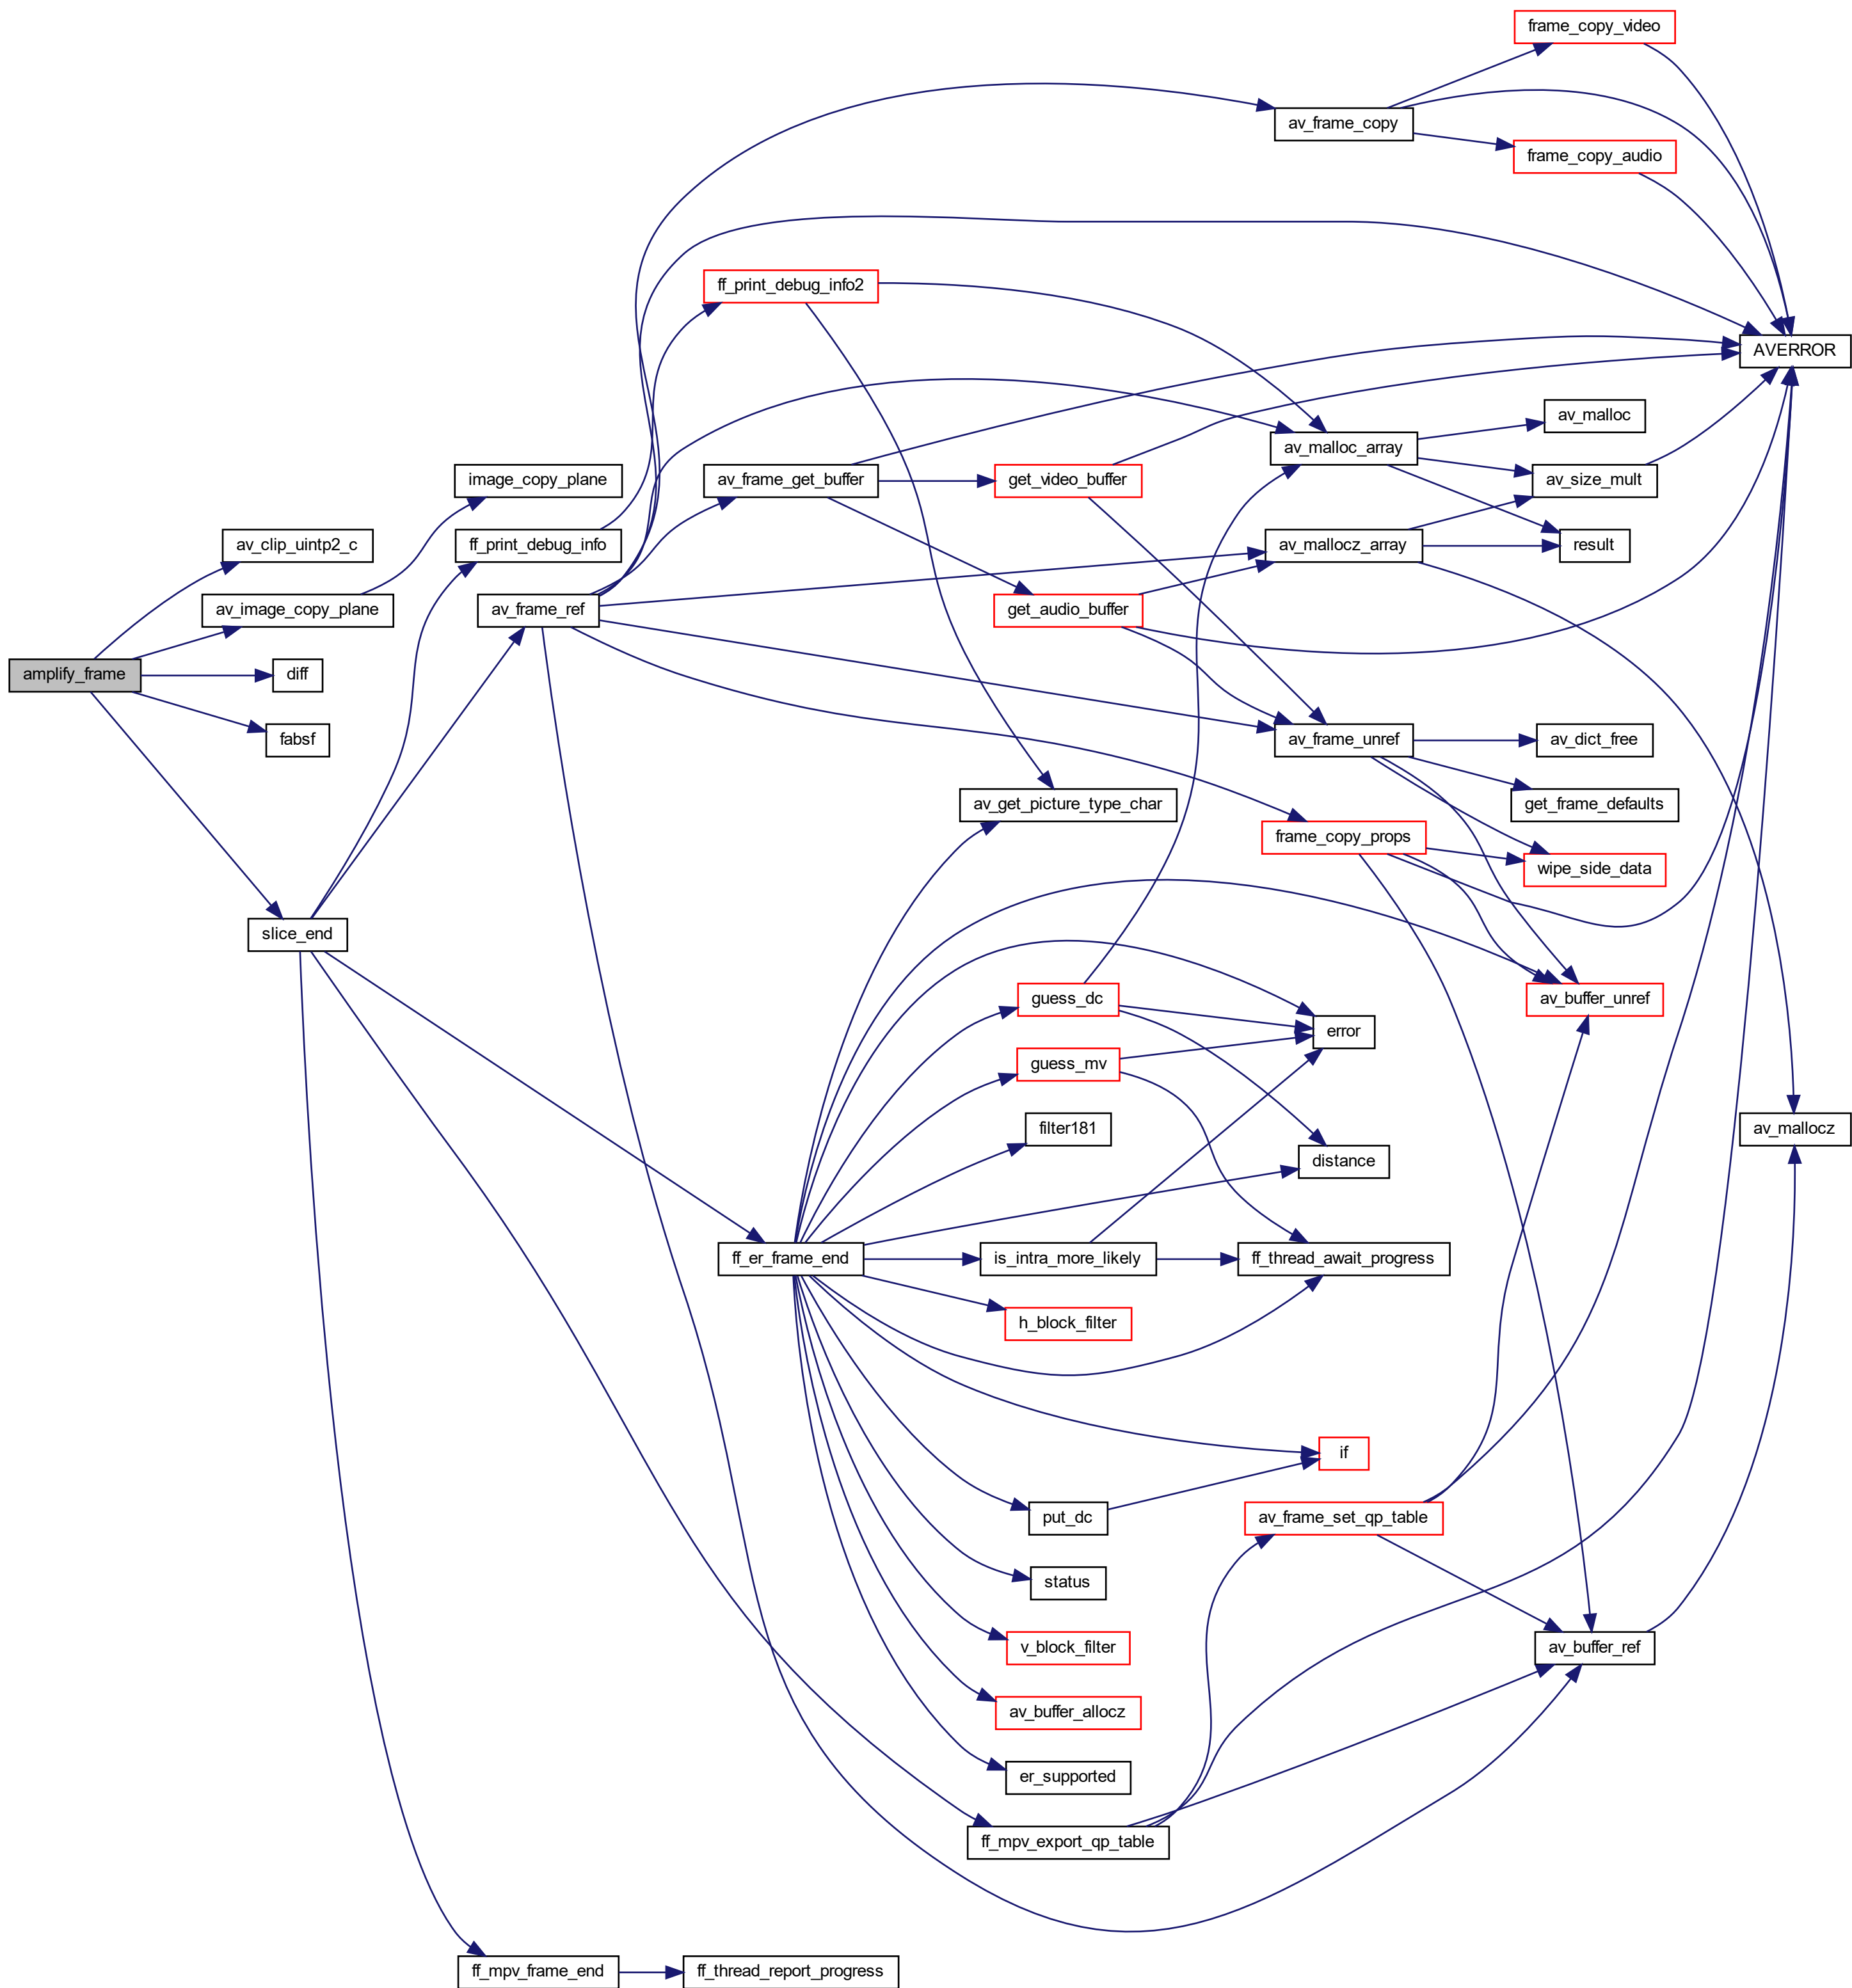 frame_copy_video
av_frame_copy
frame_copy_audio
ff_print_debug_info2
AVERROR
av_malloc
av_malloc_array
image_copy_plane
av_frame_get_buffer
get_video_buffer
av_size_mult
av_clip_uintp2_c
ff_print_debug_info
av_mallocz_array
result
av_image_copy_plane
av_frame_ref
get_audio_buffer
amplify_frame
diff
fabsf
av_frame_unref
av_dict_free
av_get_picture_type_char
get_frame_defaults
frame_copy_props
wipe_side_data
slice_end
guess_dc
av_buffer_unref
error
guess_mv
filter181
av_mallocz
distance
ff_er_frame_end
is_intra_more_likely
ff_thread_await_progress
h_block_filter
if
put_dc
av_frame_set_qp_table
status
v_block_filter
av_buffer_ref
av_buffer_allocz
er_supported
ff_mpv_export_qp_table
ff_mpv_frame_end
ff_thread_report_progress